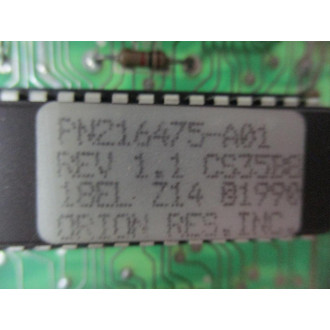 PN216475-A01
REV 1.1 CS35B6
18EL Z14 01990
ORION RES.INC.